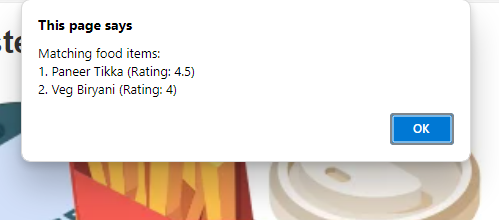 This page says
Matching food items:
1. Paneer Tikka (Rating: 4.5)
2. Veg Biryani (Rating: 4)
OK